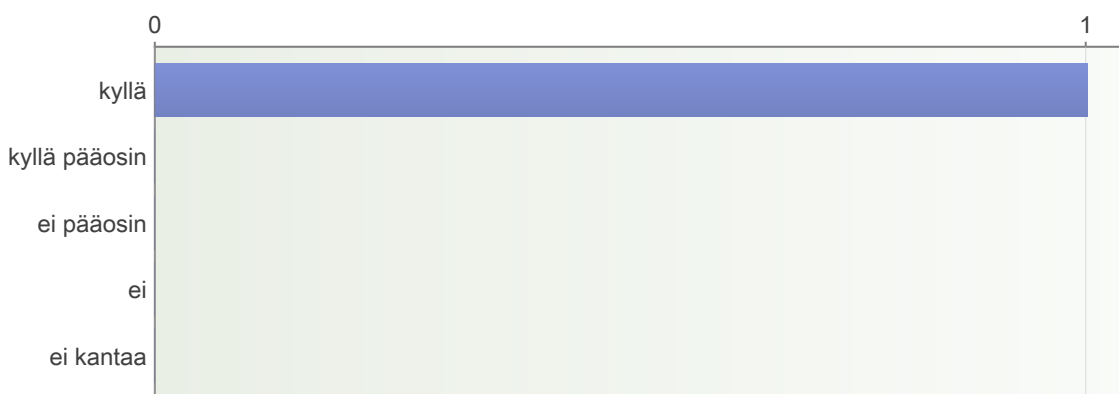 0 1
kyllä
kyllä pääosin
ei pääosin
ei
ei kantaa